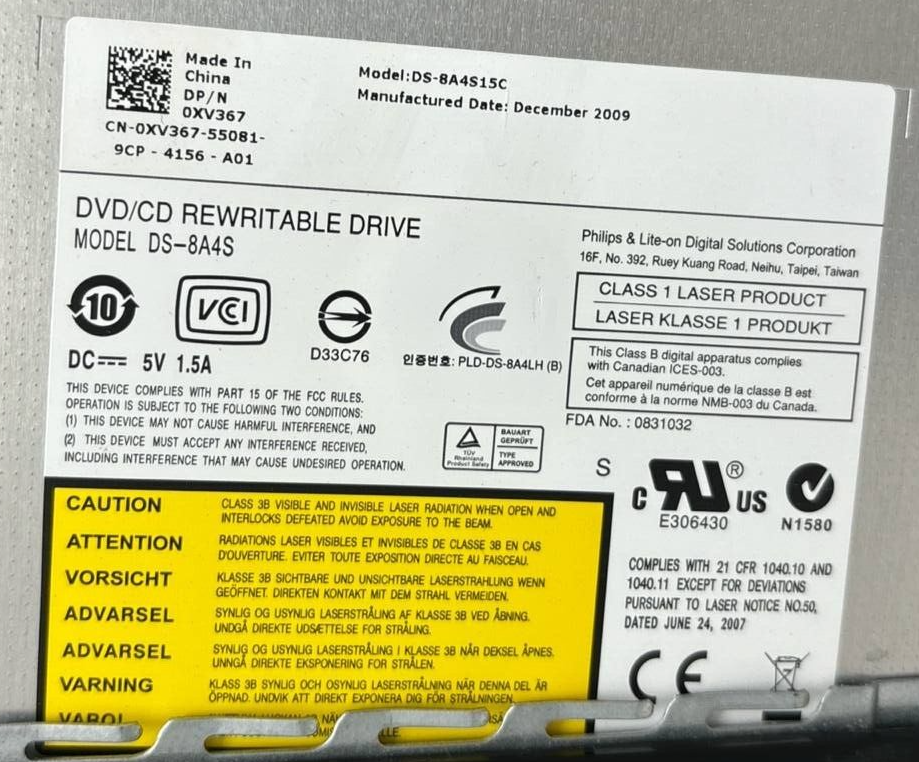 Made In
China
DP/N
0XV367
CN-0XV367-55081-
9CP - 4156 - A01
Model:DS-8A4S15C
Manufactured Date: December 2009
DVD/CD REWRITABLE DRIVE
MODEL DS-8A4S
Philips & Lite-on Digital Solutions Corporation
16F, No. 392, Ruey Kuang Road, Neihu, Taipei, Taiwan
10
VCI
D33C76
인증번호: PLD-DS-8A4LH (B)
CLASS 1 LASER PRODUCT
LASER KLASSE 1 PRODUKT
DC 5V 1.5A
This Class B digital apparatus complies
with Canadian ICES-003.
Cet appareil numérique de la classe B est
conforme à la norme NMB-003 du Canada.
THIS DEVICE COMPLIES WITH PART 15 OF THE FCC RULES.
OPERATION IS SUBJECT TO THE FOLLOWING TWO CONDITIONS:
(1) THIS DEVICE MAY NOT CAUSE HARMFUL INTERFERENCE, AND
(2) THIS DEVICE MUST ACCEPT ANY INTERFERENCE RECEIVED,
INCLUDING INTERFERENCE THAT MAY CAUSE UNDESIRED OPERATION.
TÜV
Rheinland
Product Safety
BAUART
GEPRÜFT
TYPE
APPROVED
FDA No. : 0831032
S
C RU ® US
E306430
N1580
CAUTION
CLASS 3B VISIBLE AND INVISIBLE LASER RADIATION WHEN OPEN AND
INTERLOCKS DEFEATED AVOID EXPOSURE TO THE BEAM.
ATTENTION
RADIATIONS LASER VISIBLES ET INVISIBLES DE CLASSE 3B EN CAS
D'OUVERTURE. EVITER TOUTE EXPOSITION DIRECTE AU FAISCEAU.
VORSICHT
KLASSE 3B SICHTBARE UND UNSICHTBARE LASERSTRAHLUNG WENN
GEÖFFNET. DIREKTEN KONTAKT MIT DEM STRAHL VERMEIDEN.
ADVARSEL
SYNLIG OG USYNLIG LASERSTRÅLING AF KLASSE 3B VED ÅBNING.
UNDGÅ DIREKTE UDSÆTTELSE FOR STRÅLING.
ADVARSEL
SYNLIG OG USYNLIG LASERSTRÅLING I KLASSE 3B NÅR DEKSEL ÅPNES.
UNNGÅ DIREKTE EKSPONERING FOR STRÅLEN.
VARNING
KLASS 3B SYNLIG OCH OSYNLIG LASERSTRÅLNING NÄR DENNA DEL ÄR
ÖPPNAD. UNDVIK ATT DIREKT EXPONERA DIG FÖR STRÅLNINGEN.
VARO!
COMPLIES WITH 21 CFR 1040.10 AND
1040.11 EXCEPT FOR DEVIATIONS
PURSUANT TO LASER NOTICE NO.50,
DATED JUNE 24, 2007
CE